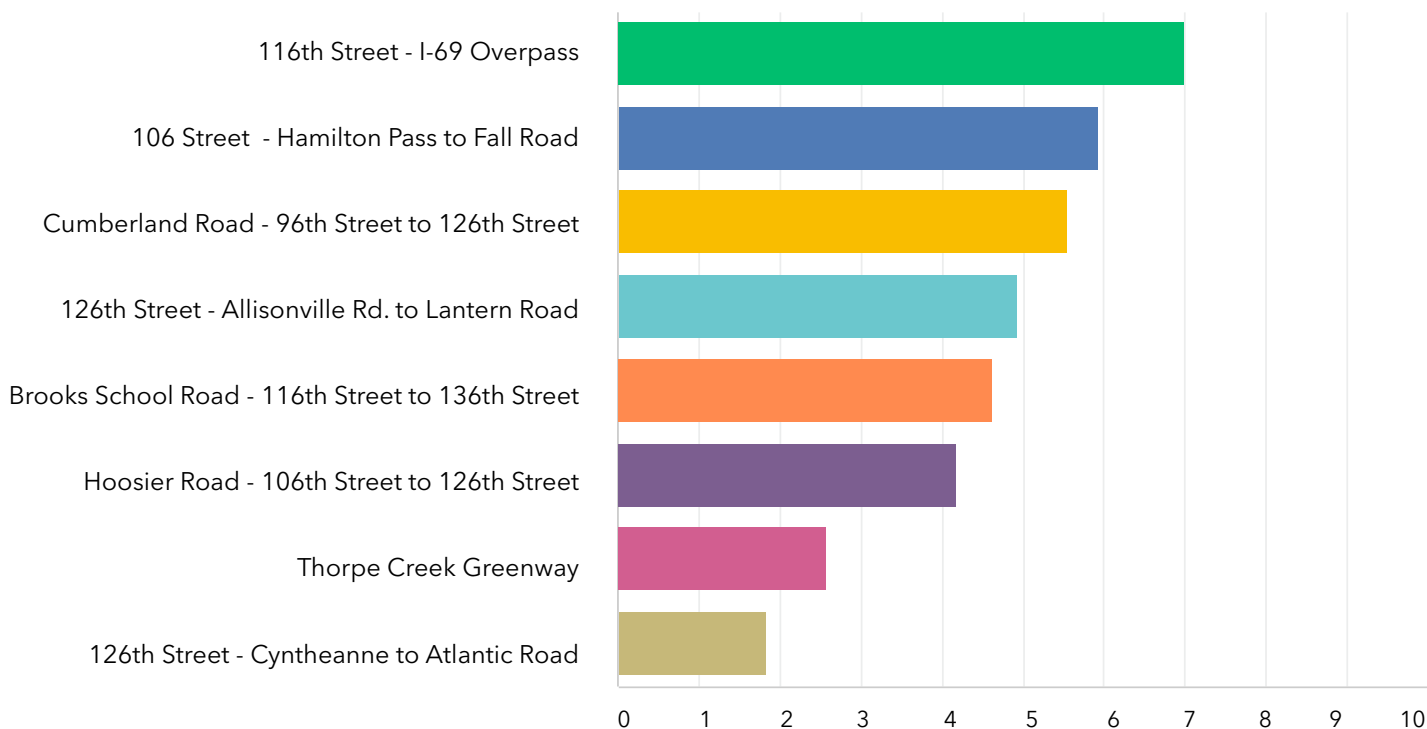 116th Street - I-69 Overpass
106 Street  - Hamilton Pass to Fall Road
Cumberland Road - 96th Street to 126th Street
126th Street - Allisonville Rd. to Lantern Road
Brooks School Road - 116th Street to 136th Street
Hoosier Road - 106th Street to 126th Street
Thorpe Creek Greenway
126th Street - Cyntheanne to Atlantic Road
0 1 2 3 4 5 6 7 8 9 10